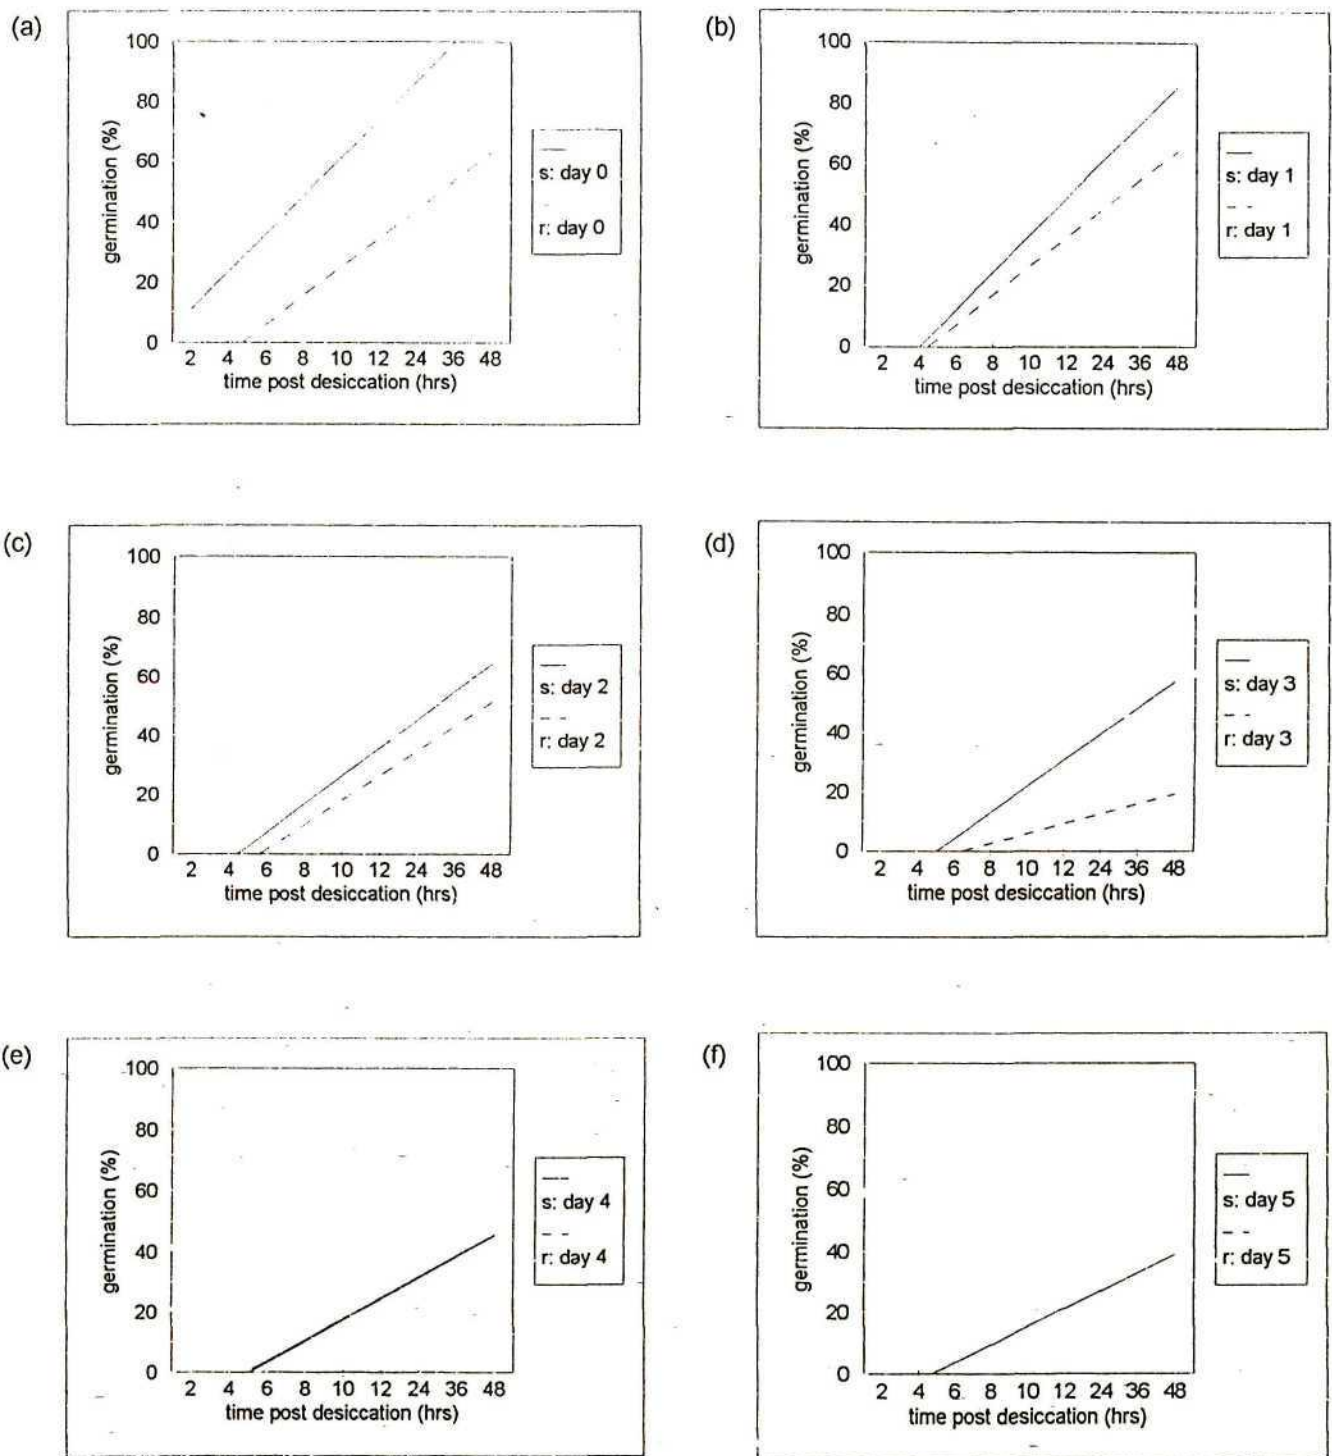 (a)
100
80
60
40
20
0
germination (%)
2 4 6 8 10 12 24 36 48
time post desiccation (hrs)
s: day 0
r: day 0
(b)
100
80
60
40
20
0
germination (%)
2 4 6 8 10 12 24 36 48
time post desiccation (hrs)
s: day 1
r: day 1
(c)
100
80
60
40
20
0
germination (%)
2 4 6 8 10 12 24 36 48
time post desiccation (hrs)
s: day 2
r: day 2
(d)
100
80
60
40
20
0
germination (%)
2 4 6 8 10 12 24 36 48
time post desiccation (hrs)
s: day 3
r: day 3
(e)
100
80
60
40
20
0
germination (%)
2 4 6 8 10 12 24 36 48
time post desiccation (hrs)
s: day 4
r: day 4
(f)
100
80
60
40
20
0
germination (%)
2 4 6 8 10 12 24 36 48
time post desiccation (hrs)
s: day 5
r: day 5